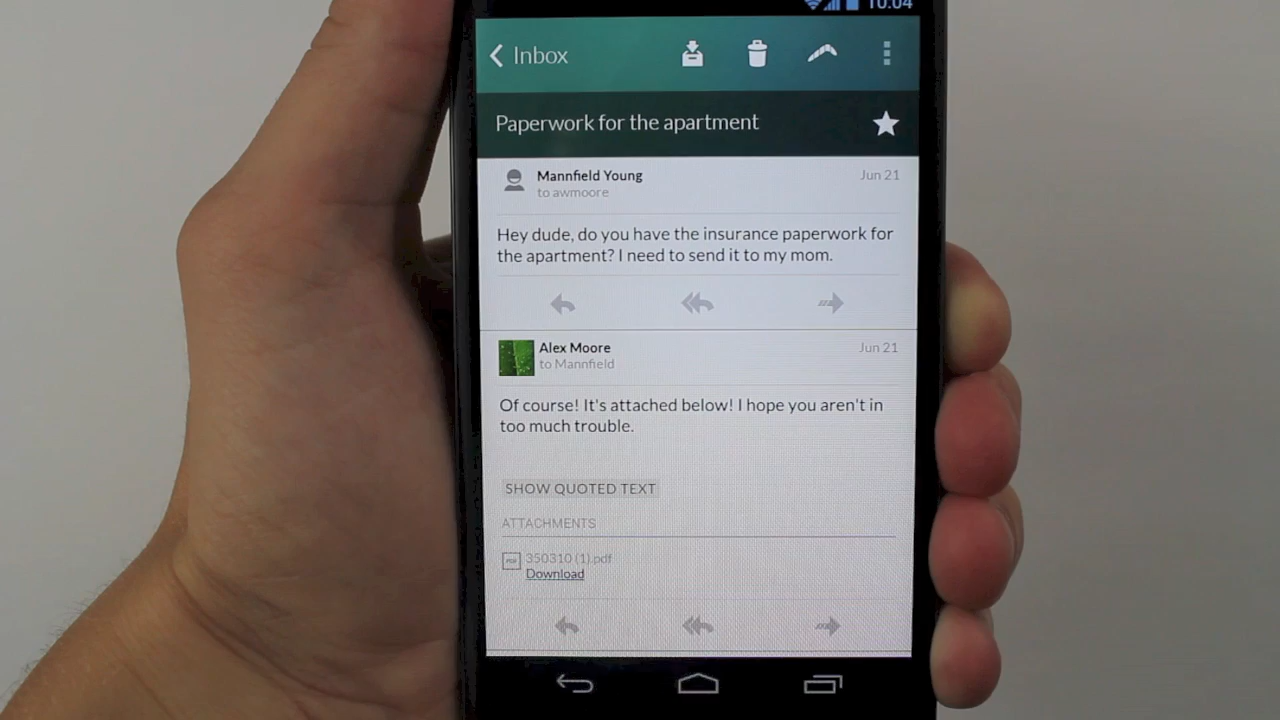 10:04
Inbox
Paperwork for the apartment
Mannfield Young
Jun 21
to awmoore
Hey dude, do you have the insurance paperwork for
the apartment? I need to send it to my mom.
Alex Moore
Jun 21
to Mannfield
Of course! It's attached below! I hope you aren't in
too much trouble.
SHOW QUOTED TEXT
ATTACHMENTS
PDF
350310 (1).pdf
Download